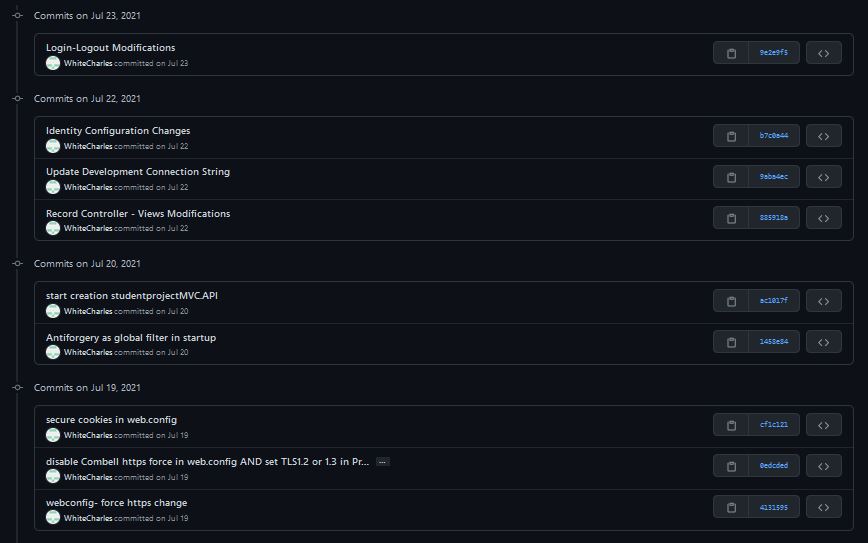 Commits on Jul 23, 2021
Login-Logout Modifications
WhiteCharles committed on Jul 23
9e2e9f5
Commits on Jul 22, 2021
Identity Configuration Changes
WhiteCharles committed on Jul 22
b7c0a44
Update Development Connection String
WhiteCharles committed on Jul 22
9aba4ec
Record Controller - Views Modifications
WhiteCharles committed on Jul 22
885918a
Commits on Jul 20, 2021
start creation studentprojectMVC.API
WhiteCharles committed on Jul 20
ac1017f
Antiforgery as global filter in startup
WhiteCharles committed on Jul 20
1458e84
Commits on Jul 19, 2021
secure cookies in web.config
WhiteCharles committed on Jul 19
cf1c121
disable Combell https force in web.config AND set TLS1.2 or 1.3 in Pr... ...
WhiteCharles committed on Jul 19
0edcded
webconfig- force https change
WhiteCharles committed on Jul 19
4131595